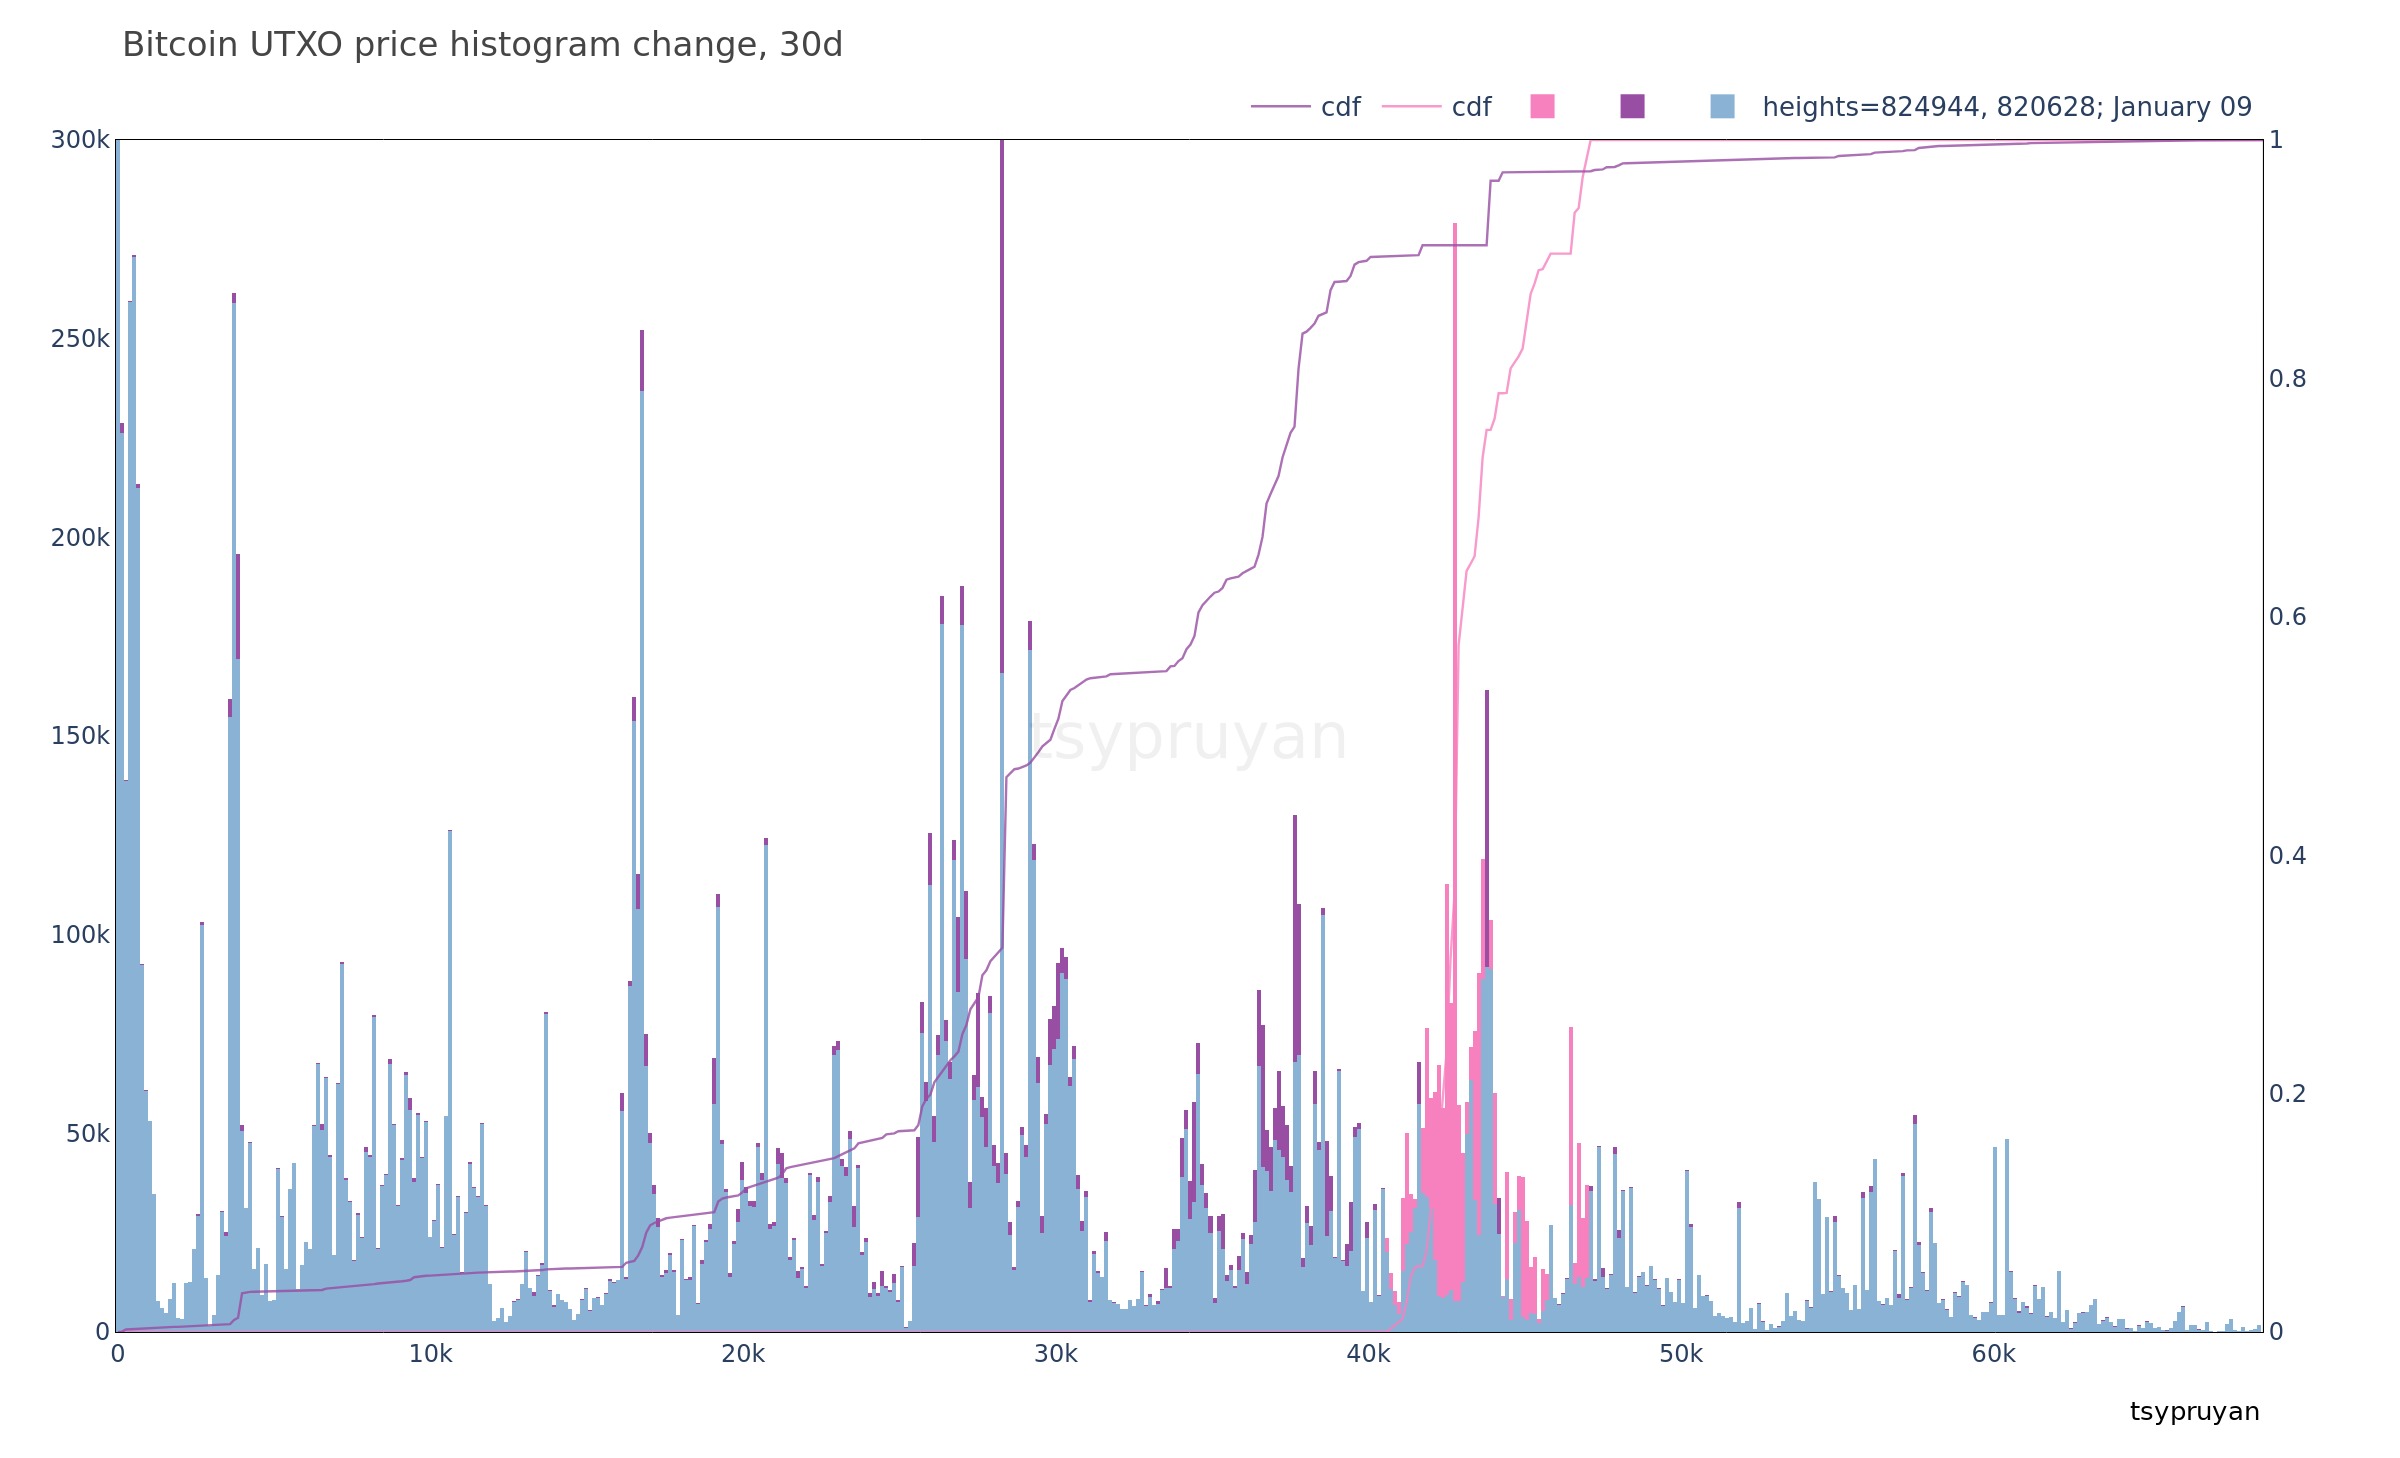 Bitcoin UTXO price histogram change, 30d
cdf cdf heights=824944, 820628; January 09
300k 1
250k
0.8
200k
0.6
150k
tsypruyan
100k
0.4
50k
0.2
0 0
0 10k 20k 30k 40k 50k 60k
tsypruyan